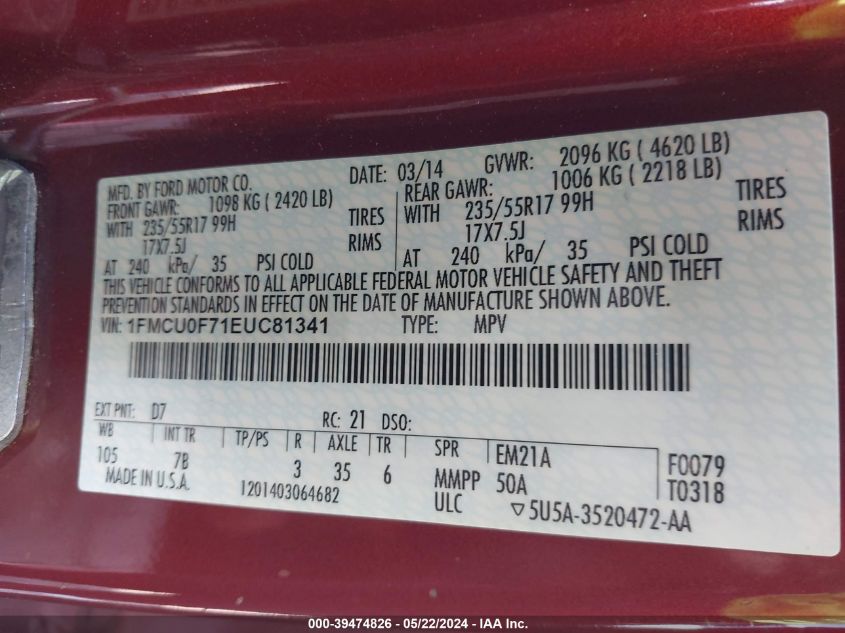 MFD. BY FORD MOTOR CO. DATE: 03/14 GVWR: 2096 KG ( 4620 LB)
FRONT GAWR: 1098 KG ( 2420 LB) REAR GAWR: 1006 KG ( 2218 LB)
WITH 235/55R17 99H TIRES WITH 235/55R17 99H TIRES
17X7.5J RIMS 17X7.5J RIMS
AT 240 kPa/ 35 PSI COLD AT 240 kPa/ 35 PSI COLD
THIS VEHICLE CONFORMS TO ALL APPLICABLE FEDERAL MOTOR VEHICLE SAFETY AND THEFT
PREVENTION STANDARDS IN EFFECT ON THE DATE OF MANUFACTURE SHOWN ABOVE.
VIN: 1FMCU0F71EUC81341 TYPE: MPV
EXT PNT: D7 RC: 21 DSO:
WB INT TR TP/PS R AXLE TR SPR EM21A F0079
105 7B 3 35 6 MMPP 50A T0318
MADE IN U.S.A. 1201403064682 ULC ▽5U5A-3520472-AA
000-39474826 - 05/22/2024 - IAA Inc.